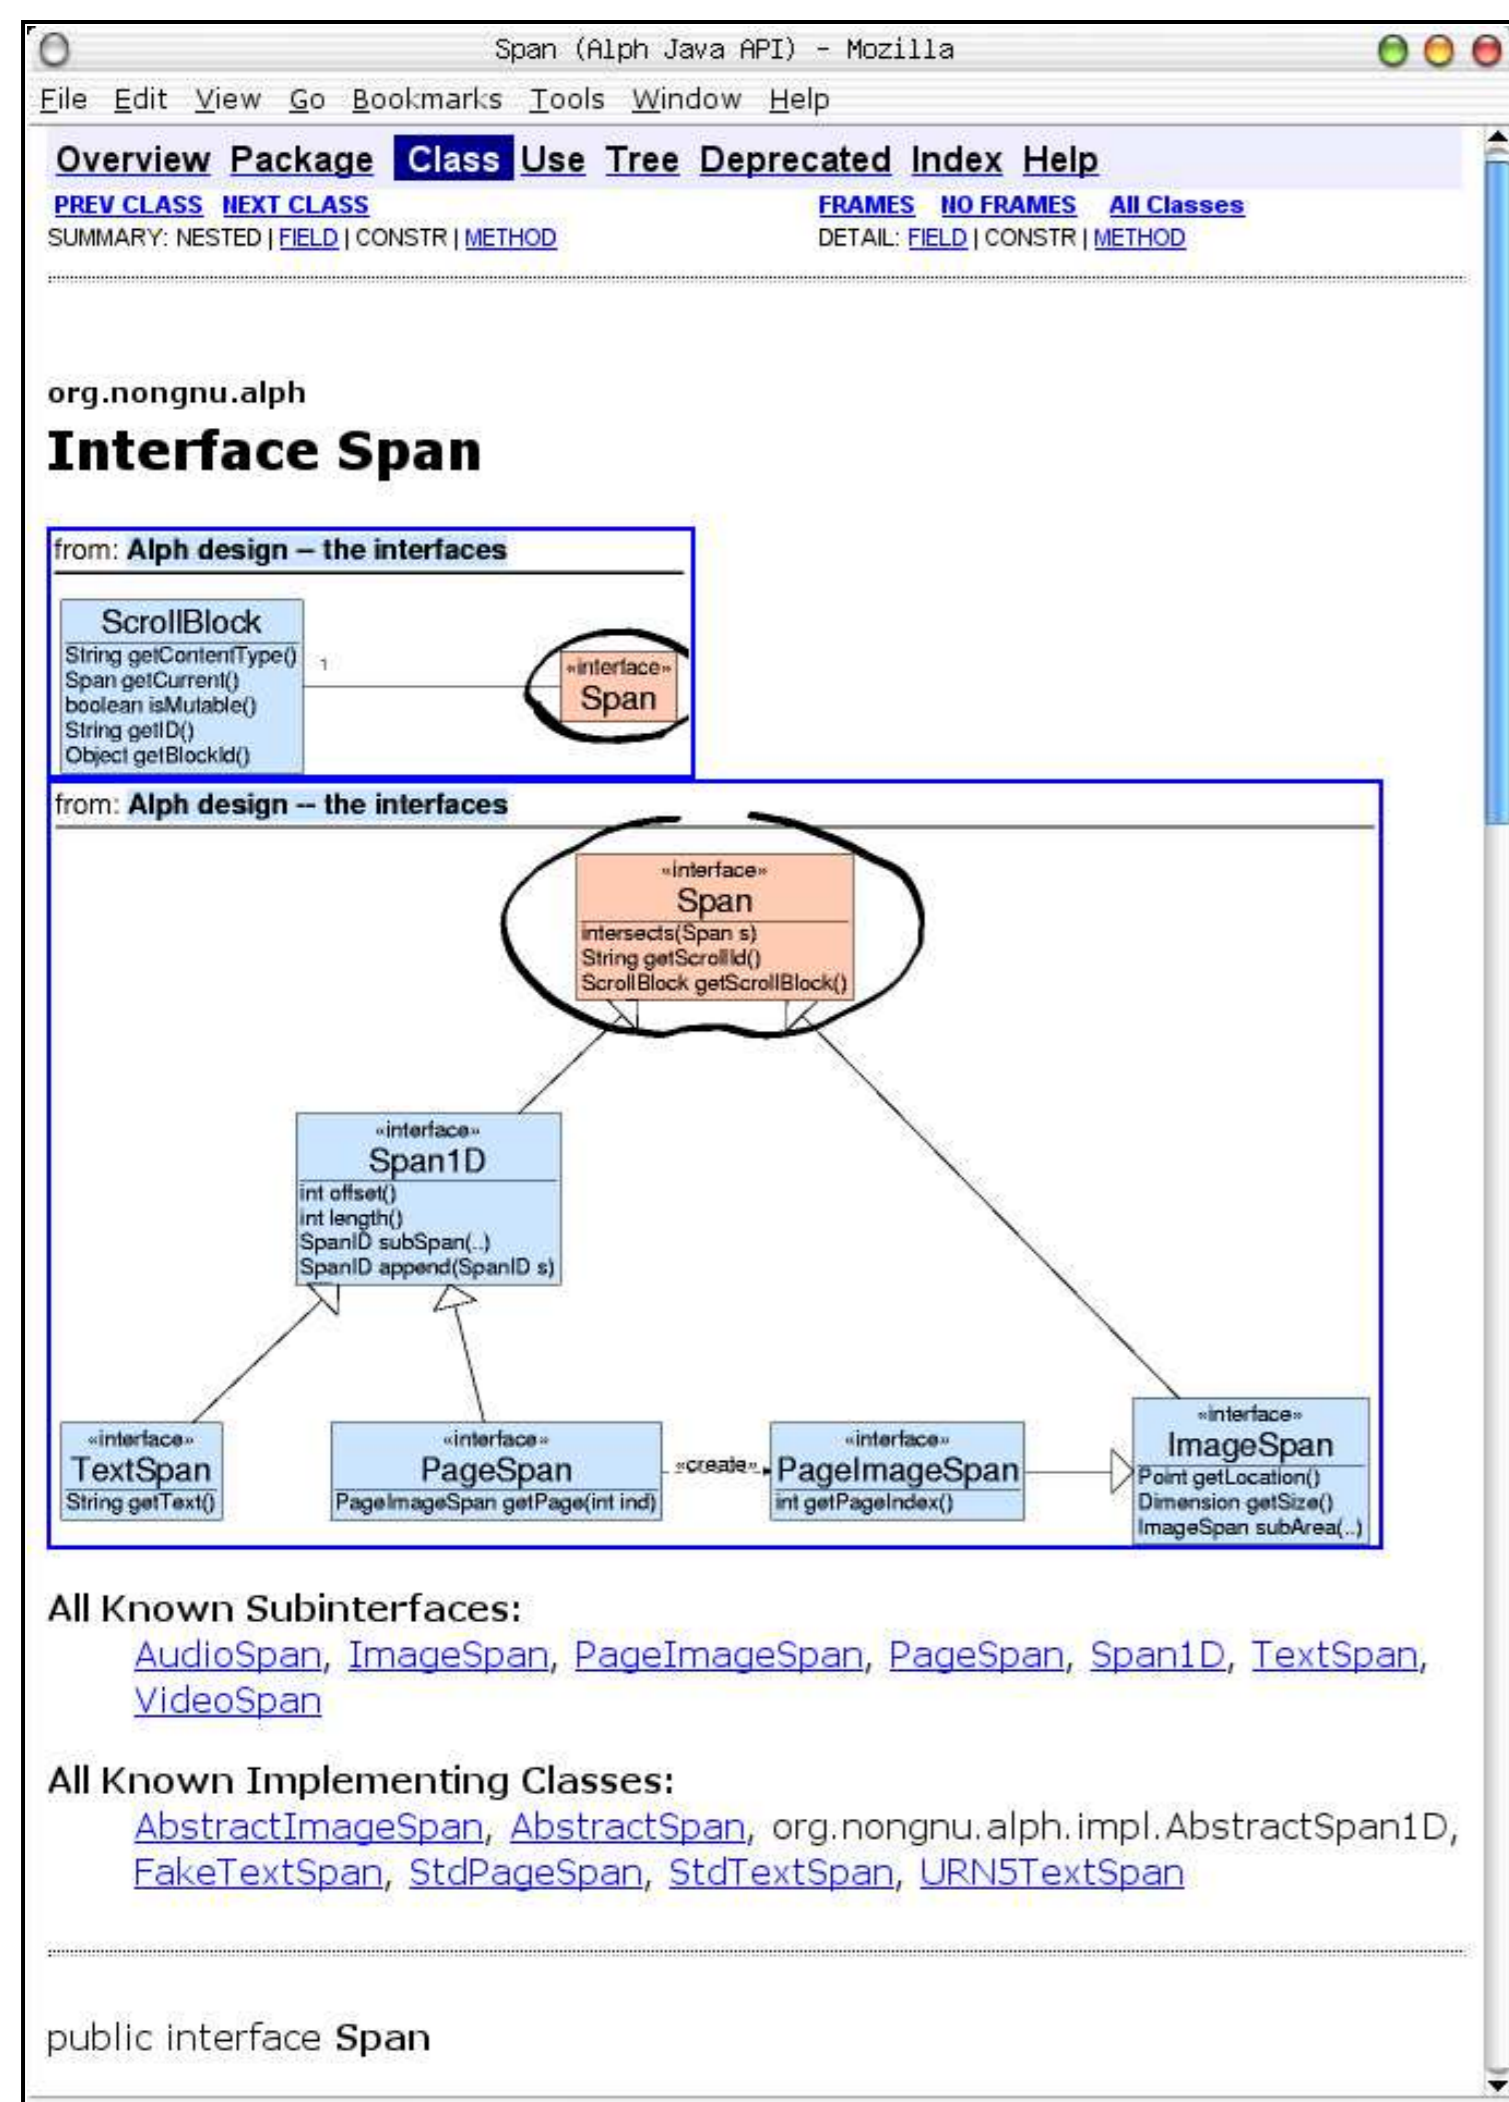 Span (Alph Java API) - Mozilla
File Edit View Go Bookmarks Tools Window Help
Overview Package Class Use Tree Deprecated Index Help
PREV CLASS NEXT CLASS FRAMES NO FRAMES All Classes
SUMMARY: NESTED | FIELD | CONSTR | METHOD DETAIL: FIELD | CONSTR | METHOD
org.nongnu.alph
Interface Span
from: Alph design – the interfaces
ScrollBlock
String getContentType()
Span getCurrent()
boolean isMutable()
String getID()
Object getBlockId()
1
«interface»
Span
from: Alph design -- the interfaces
«interface»
Span
intersects(Span s)
String getScrollId()
ScrollBlock getScrollBlock()
«interface»
Span1D
int offset()
int length()
SpanID subSpan(..)
SpanID append(SpanID s)
«interface»
TextSpan
String getText()
«interface»
PageSpan
PageImageSpan getPage(int ind)
«create»
«interface»
PageImageSpan
int getPageIndex()
«interface»
ImageSpan
Point getLocation()
Dimension getSize()
ImageSpan subArea(..)
All Known Subinterfaces:
AudioSpan, ImageSpan, PageImageSpan, PageSpan, Span1D, TextSpan,
VideoSpan
All Known Implementing Classes:
AbstractImageSpan, AbstractSpan, org.nongnu.alph.impl.AbstractSpan1D,
FakeTextSpan, StdPageSpan, StdTextSpan, URN5TextSpan
public interface Span